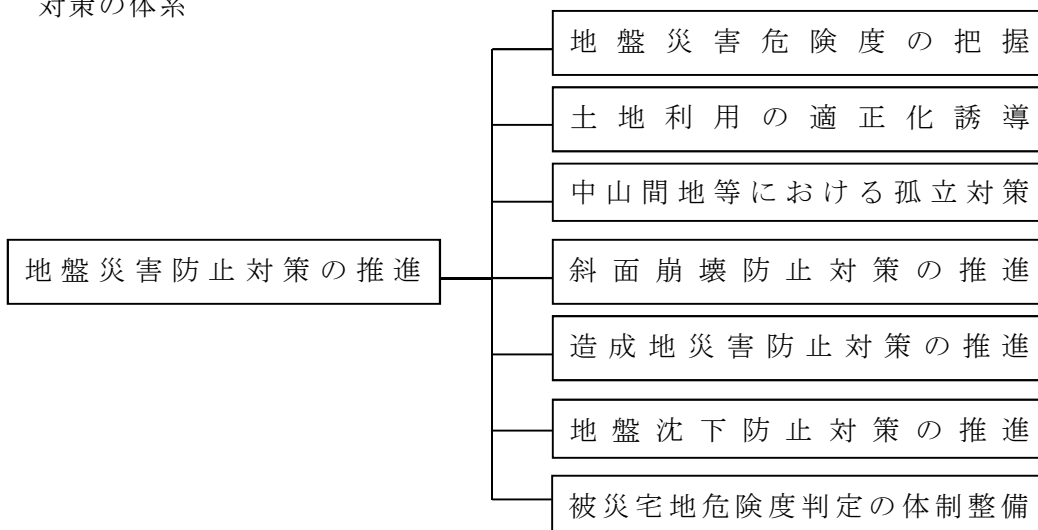 対策の体系
地盤災害危険度の把握
土地利用の適正化誘導
中山間地等における孤立対策
地盤災害防止対策の推進
斜面崩壊防止対策の推進
造成地災害防止対策の推進
地盤沈下防止対策の推進
被災宅地危険度判定の体制整備